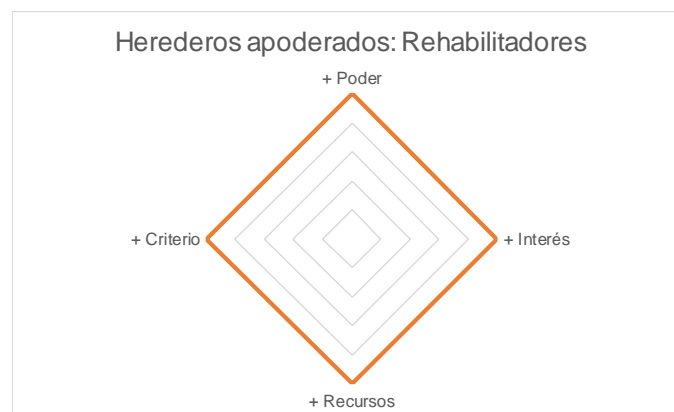 Herederos apoderados: Rehabilitadores
+ Poder
+ Criterio
+ Interés
+ Recursos